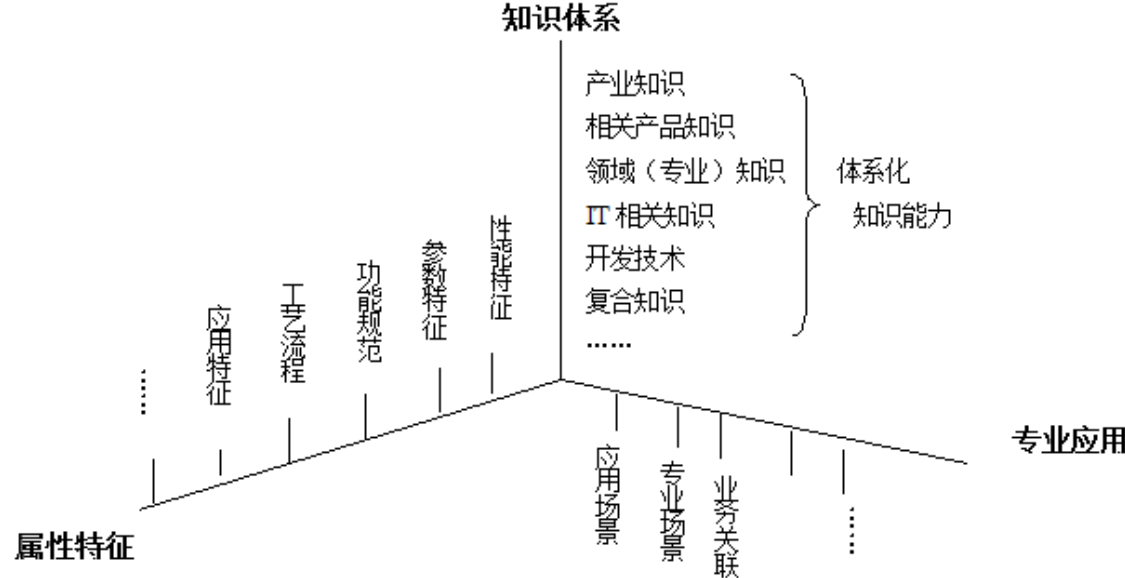 知识体系
产业知识
相关产品知识
领域（专业）知识
IT 相关知识
开发技术
复合知识
……
体系化
知识能力
性能特征
参数特征
功能规范
工艺流程
应用特征
……
属性特征
应用场景
专业场景
业务关联
……
专业应用